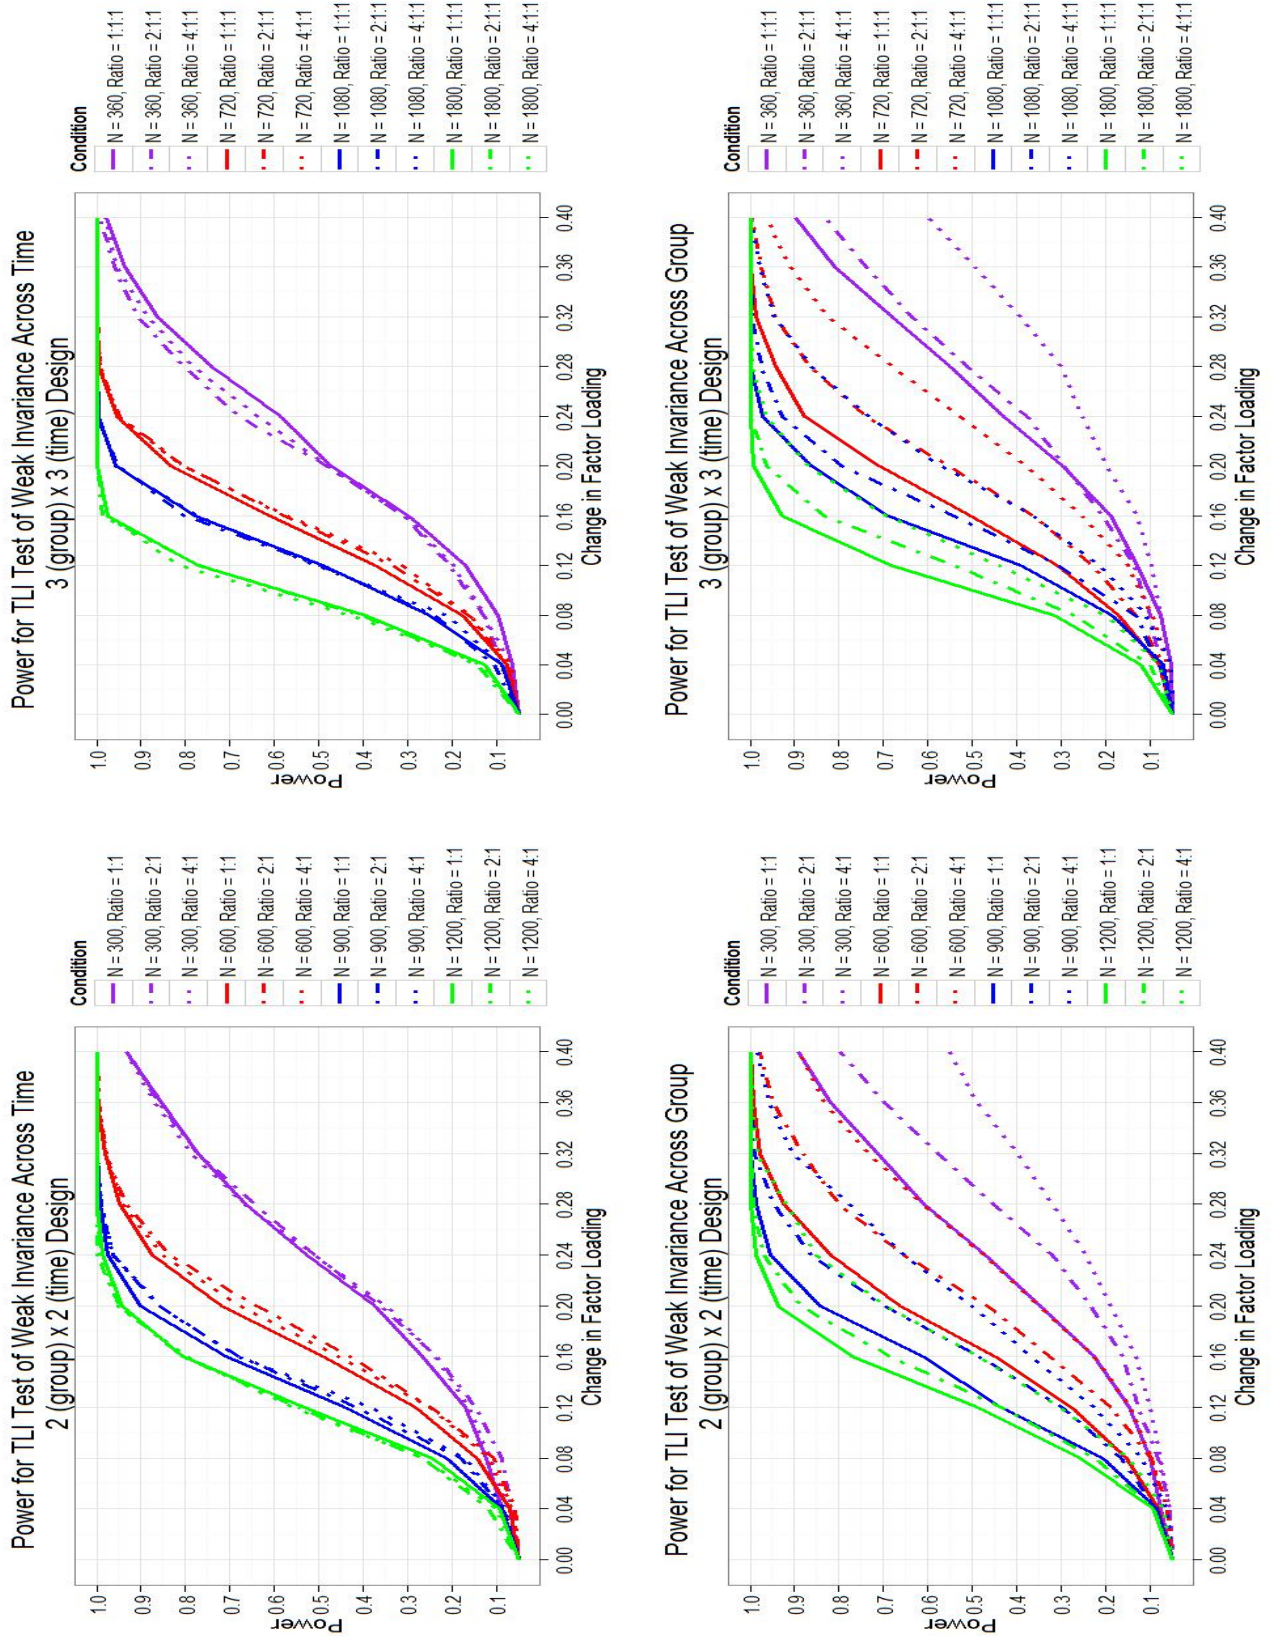 Power for TLI Test of Weak Invariance Across Time
2 (group) x 2 (time) Design
Power
1.0
0.9
0.8
0.7
0.6
0.5
0.4
0.3
0.2
0.1
0.00
0.04
0.08
0.12
0.16
0.20
0.24
0.28
0.32
0.36
0.40
Change in Factor Loading
Condition
N = 300, Ratio = 1:1
N = 300, Ratio = 2:1
N = 300, Ratio = 4:1
N = 600, Ratio = 1:1
N = 600, Ratio = 2:1
N = 600, Ratio = 4:1
N = 900, Ratio = 1:1
N = 900, Ratio = 2:1
N = 900, Ratio = 4:1
N = 1200, Ratio = 1:1
N = 1200, Ratio = 2:1
N = 1200, Ratio = 4:1
Power for TLI Test of Weak Invariance Across Time
3 (group) x 3 (time) Design
Power
1.0
0.9
0.8
0.7
0.6
0.5
0.4
0.3
0.2
0.1
0.00
0.04
0.08
0.12
0.16
0.20
0.24
0.28
0.32
0.36
0.40
Change in Factor Loading
Condition
N = 360, Ratio = 1:1:1
N = 360, Ratio = 2:1:1
N = 360, Ratio = 4:1:1
N = 720, Ratio = 1:1:1
N = 720, Ratio = 2:1:1
N = 720, Ratio = 4:1:1
N = 1080, Ratio = 1:1:1
N = 1080, Ratio = 2:1:1
N = 1080, Ratio = 4:1:1
N = 1800, Ratio = 1:1:1
N = 1800, Ratio = 2:1:1
N = 1800, Ratio = 4:1:1
Power for TLI Test of Weak Invariance Across Group
2 (group) x 2 (time) Design
Power
1.0
0.9
0.8
0.7
0.6
0.5
0.4
0.3
0.2
0.1
0.00
0.04
0.08
0.12
0.16
0.20
0.24
0.28
0.32
0.36
0.40
Change in Factor Loading
Condition
N = 300, Ratio = 1:1
N = 300, Ratio = 2:1
N = 300, Ratio = 4:1
N = 600, Ratio = 1:1
N = 600, Ratio = 2:1
N = 600, Ratio = 4:1
N = 900, Ratio = 1:1
N = 900, Ratio = 2:1
N = 900, Ratio = 4:1
N = 1200, Ratio = 1:1
N = 1200, Ratio = 2:1
N = 1200, Ratio = 4:1
Power for TLI Test of Weak Invariance Across Group
3 (group) x 3 (time) Design
Power
1.0
0.9
0.8
0.7
0.6
0.5
0.4
0.3
0.2
0.1
0.00
0.04
0.08
0.12
0.16
0.20
0.24
0.28
0.32
0.36
0.40
Change in Factor Loading
Condition
N = 360, Ratio = 1:1:1
N = 360, Ratio = 2:1:1
N = 360, Ratio = 4:1:1
N = 720, Ratio = 1:1:1
N = 720, Ratio = 2:1:1
N = 720, Ratio = 4:1:1
N = 1080, Ratio = 1:1:1
N = 1080, Ratio = 2:1:1
N = 1080, Ratio = 4:1:1
N = 1800, Ratio = 1:1:1
N = 1800, Ratio = 2:1:1
N = 1800, Ratio = 4:1:1